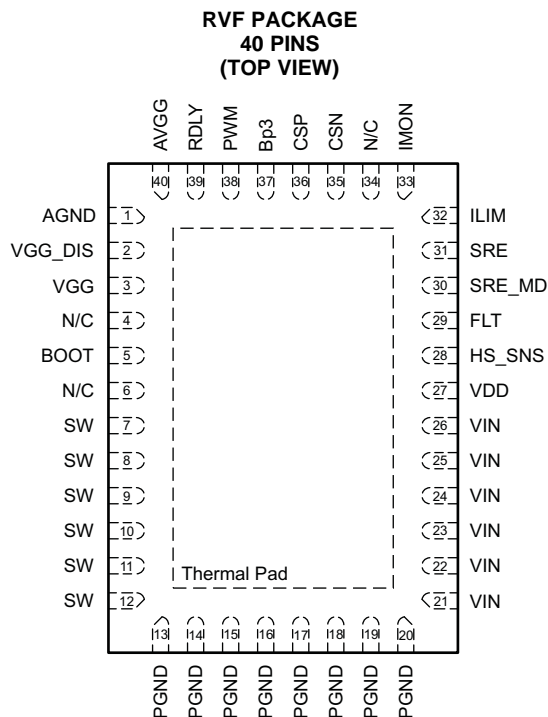 RVF PACKAGE
40 PINS
(TOP VIEW)
AVGG RDLY PWM Bp3 CSP CSN N/C IMON
40 39 38 37 36 35 34 33
AGND 1 32 ILIM
VGG_DIS 2 31 SRE
VGG 3 30 SRE_MD
N/C 4 29 FLT
BOOT 5 28 HS_SNS
N/C 6 27 VDD
SW 7 26 VIN
SW 8 25 VIN
SW 9 24 VIN
SW 10 23 VIN
SW 11 22 VIN
Thermal Pad
SW 12 21 VIN
13 14 15 16 17 18 19 20
PGND PGND PGND PGND PGND PGND PGND PGND